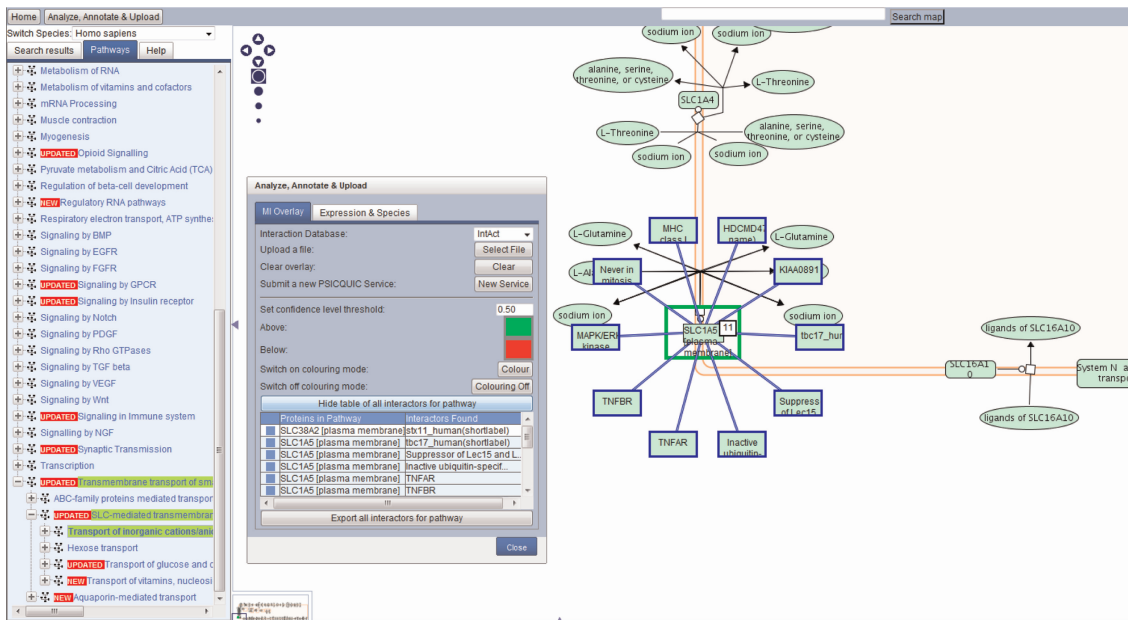 Home
Analyze, Annotate & Upload
Search map
Switch Species: Homo sapiens
Search results
Pathways
Help
Metabolism of RNA
Metabolism of vitamins and cofactors
mRNA Processing
Muscle contraction
Myogenesis
UPDATED Opioid Signalling
Pyruvate metabolism and Citric Acid (TCA)
Regulation of beta-cell development
NEW Regulatory RNA pathways
Respiratory electron transport, ATP synthe
Signaling by BMP
Signaling by EGFR
Signaling by FGFR
UPDATED Signaling by GPCR
UPDATED Signaling by Insulin receptor
Signaling by Notch
Signaling by PDGF
Signaling by Rho GTPases
Signaling by TGF beta
Signaling by VEGF
Signaling by Wnt
UPDATED Signaling in Immune system
Signalling by NGF
UPDATED Synaptic Transmission
Transcription
UPDATED Transmembrane transport of sm
ABC-family proteins mediated transpor
UPDATED SLC-mediated transmembra
Transport of inorganic cations/ani
Hexose transport
UPDATED Transport of glucose and o
NEW Transport of vitamins, nucleosi
NEW Aquaporin-mediated transport
Analyze, Annotate & Upload
MI Overlay
Expression & Species
Interaction Database: IntAct
Upload a file: Select File
Clear overlay: Clear
Submit a new PSICQUIC Service: New Service
Set confidence level threshold: 0.50
Above:
Below:
Switch on colouring mode: Colour
Switch off colouring mode: Colouring Off
Hide table of all interactors for pathway
Proteins in Pathway Interactors Found
SLC38A2 [plasma membrane] stx11_human(shortlabel)
SLC1A5 [plasma membrane] tbc17_human(shortlabel)
SLC1A5 [plasma membrane] Suppressor of Lec15 and L...
SLC1A5 [plasma membrane] Inactive ubiquitin-specif...
SLC1A5 [plasma membrane] TNFAR
SLC1A5 [plasma membrane] TNFBR
Export all interactors for pathway
Close
sodium ion
sodium ion
alanine, serine,
threonine, or cysteine
L-Threonine
SLC1A4
L-Threonine
alanine, serine,
threonine, or cysteine
sodium ion
sodium ion
L-Glutamine
MHC
class I
HDCMD47
name)
L-Glutamine
L-Al
Never in
mitosis
KIAA0891
sodium ion
MAPK/ERK
kinase
SLC1A5
[plasma
membrane]
11
sodium ion
tbc17_hum
TNFBR
Suppress
of Lec15
TNFAR
Inactive
ubiquitin-
ligands of SLC16A10
SLC16A1
0
System N a
transpo
ligands of SLC16A10